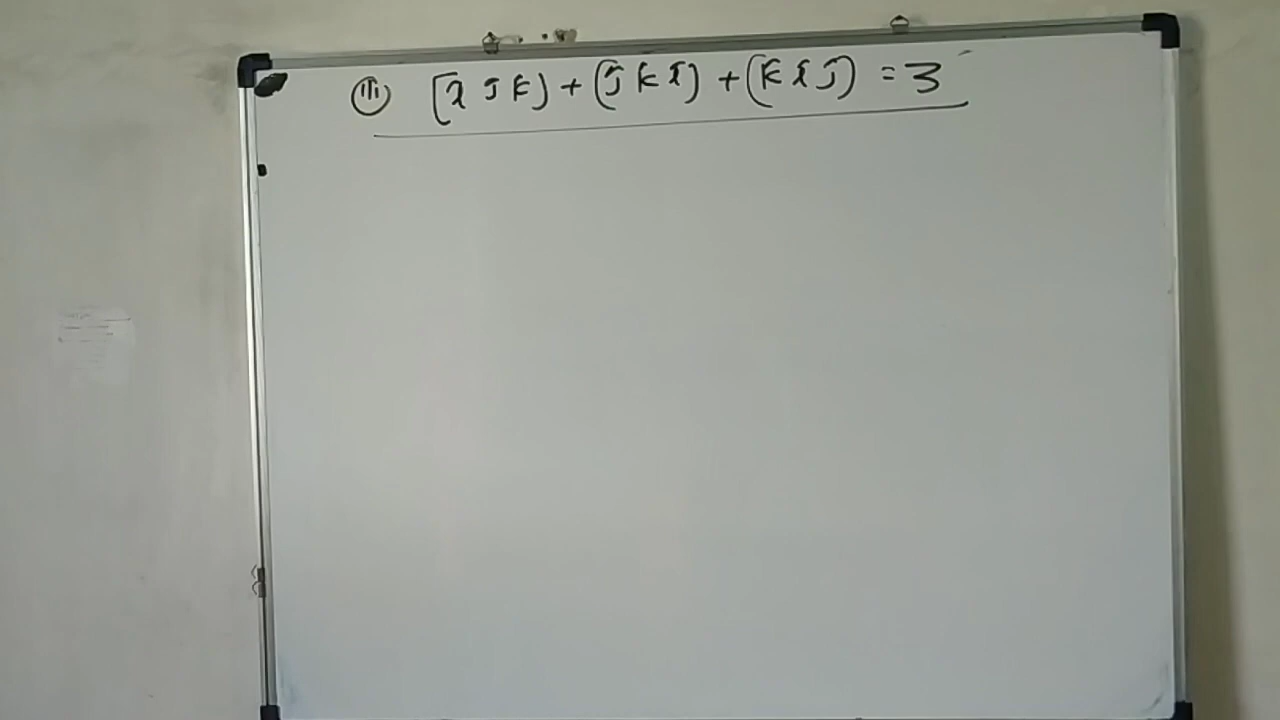 (iii) [i j k] + [j k i] + [k i j] = 3